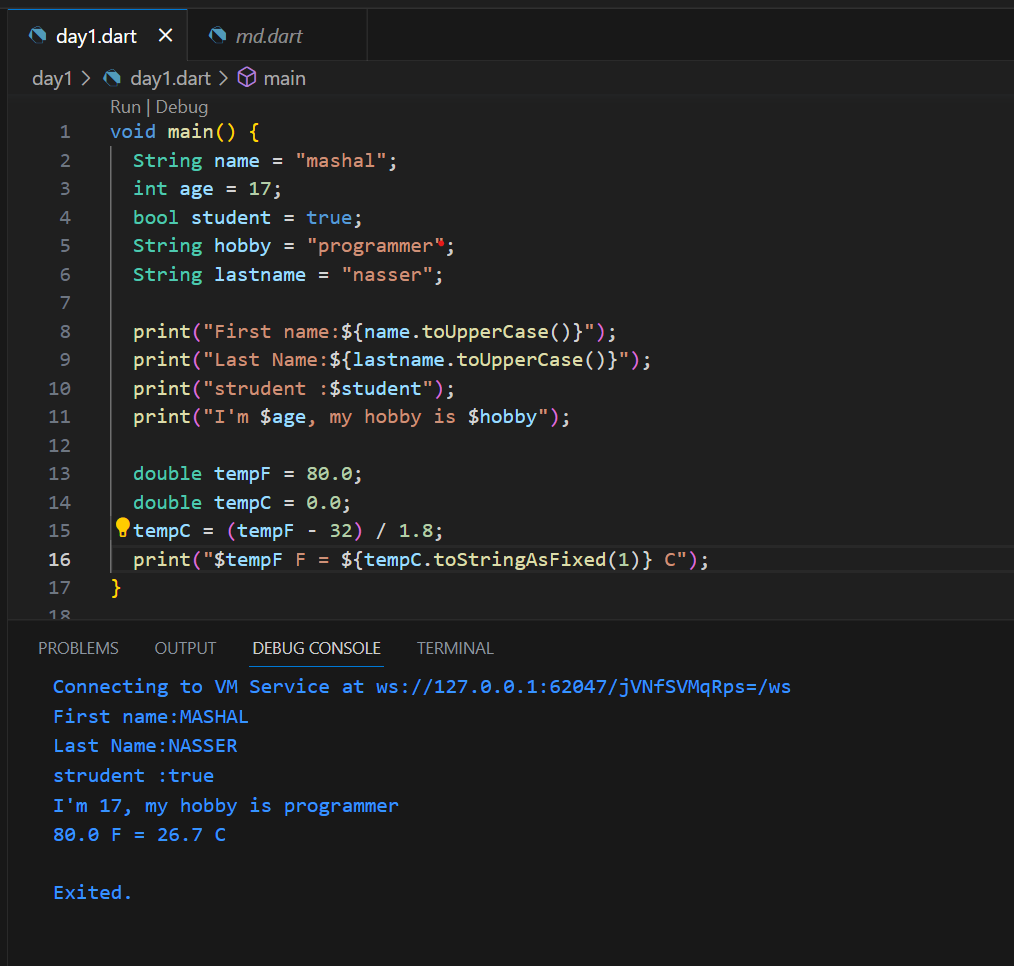 day1.dart md.dart
day1 > day1.dart > main
Run | Debug
1 void main() {
2 String name = "mashal";
3 int age = 17;
4 bool student = true;
5 String hobby = "programmer";
6 String lastname = "nasser";
7
8 print("First name:${name.toUpperCase()}");
9 print("Last Name:${lastname.toUpperCase()}");
10 print("strudent :$student");
11 print("I'm $age, my hobby is $hobby");
12
13 double tempF = 80.0;
14 double tempC = 0.0;
15 tempC = (tempF - 32) / 1.8;
16 print("$tempF F = ${tempC.toStringAsFixed(1)} C");
17 }
18
PROBLEMS OUTPUT DEBUG CONSOLE TERMINAL
Connecting to VM Service at ws://127.0.0.1:62047/jVNfSVMqRps=/ws
First name:MASHAL
Last Name:NASSER
strudent :true
I'm 17, my hobby is programmer
80.0 F = 26.7 C
Exited.